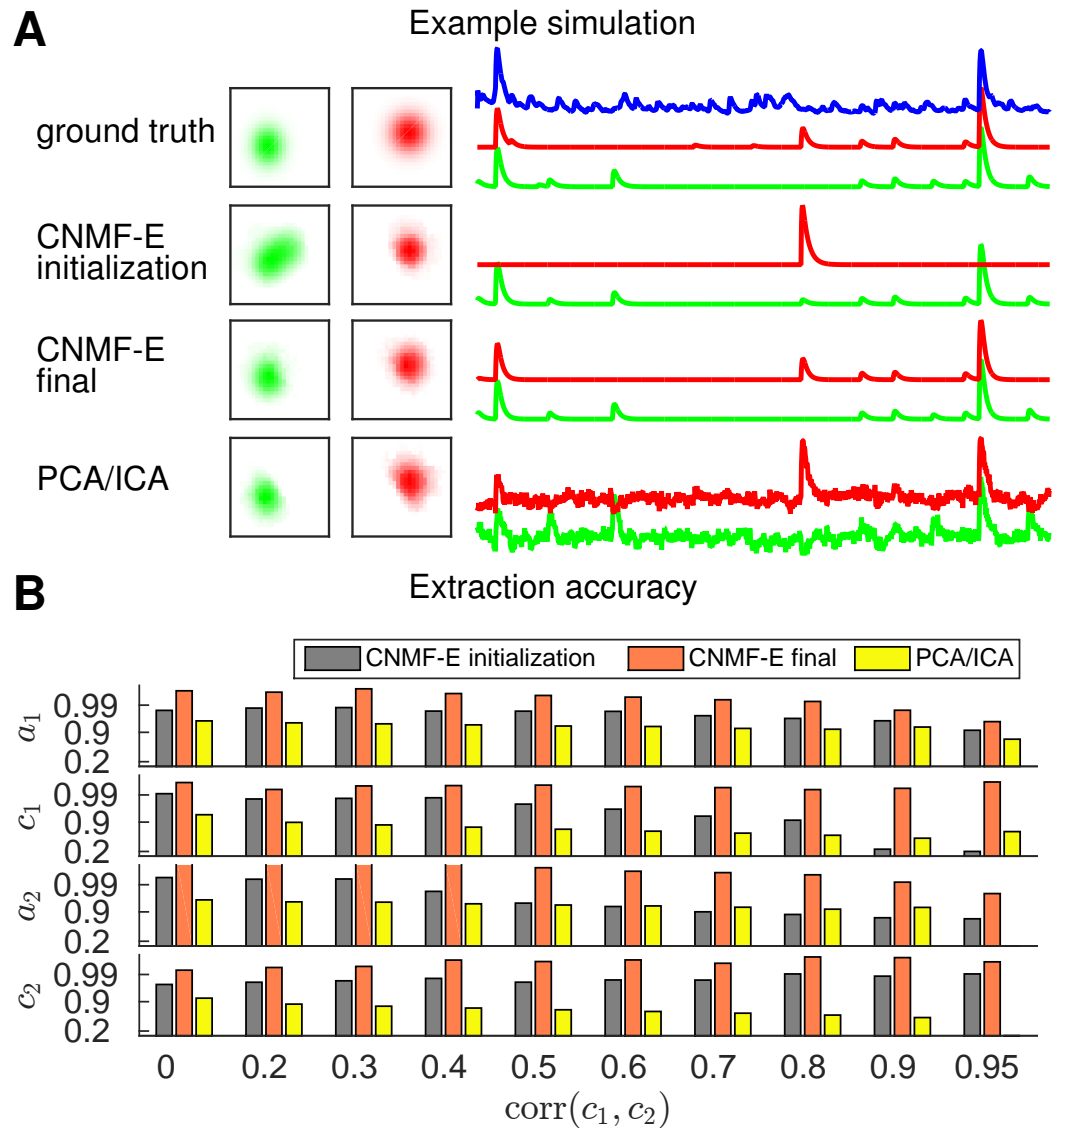 A
Example simulation
ground truth
CNMF-E
initialization
CNMF-E
final
PCA/ICA
B
Extraction accuracy
CNMF-E initialization CNMF-E final PCA/ICA
a₁
0.99
0.9
0.2
c₁
0.99
0.9
0.2
a₂
0.99
0.9
0.2
c₂
0.99
0.9
0.2
0 0.2 0.3 0.4 0.5 0.6 0.7 0.8 0.9 0.95
corr(c₁, c₂)